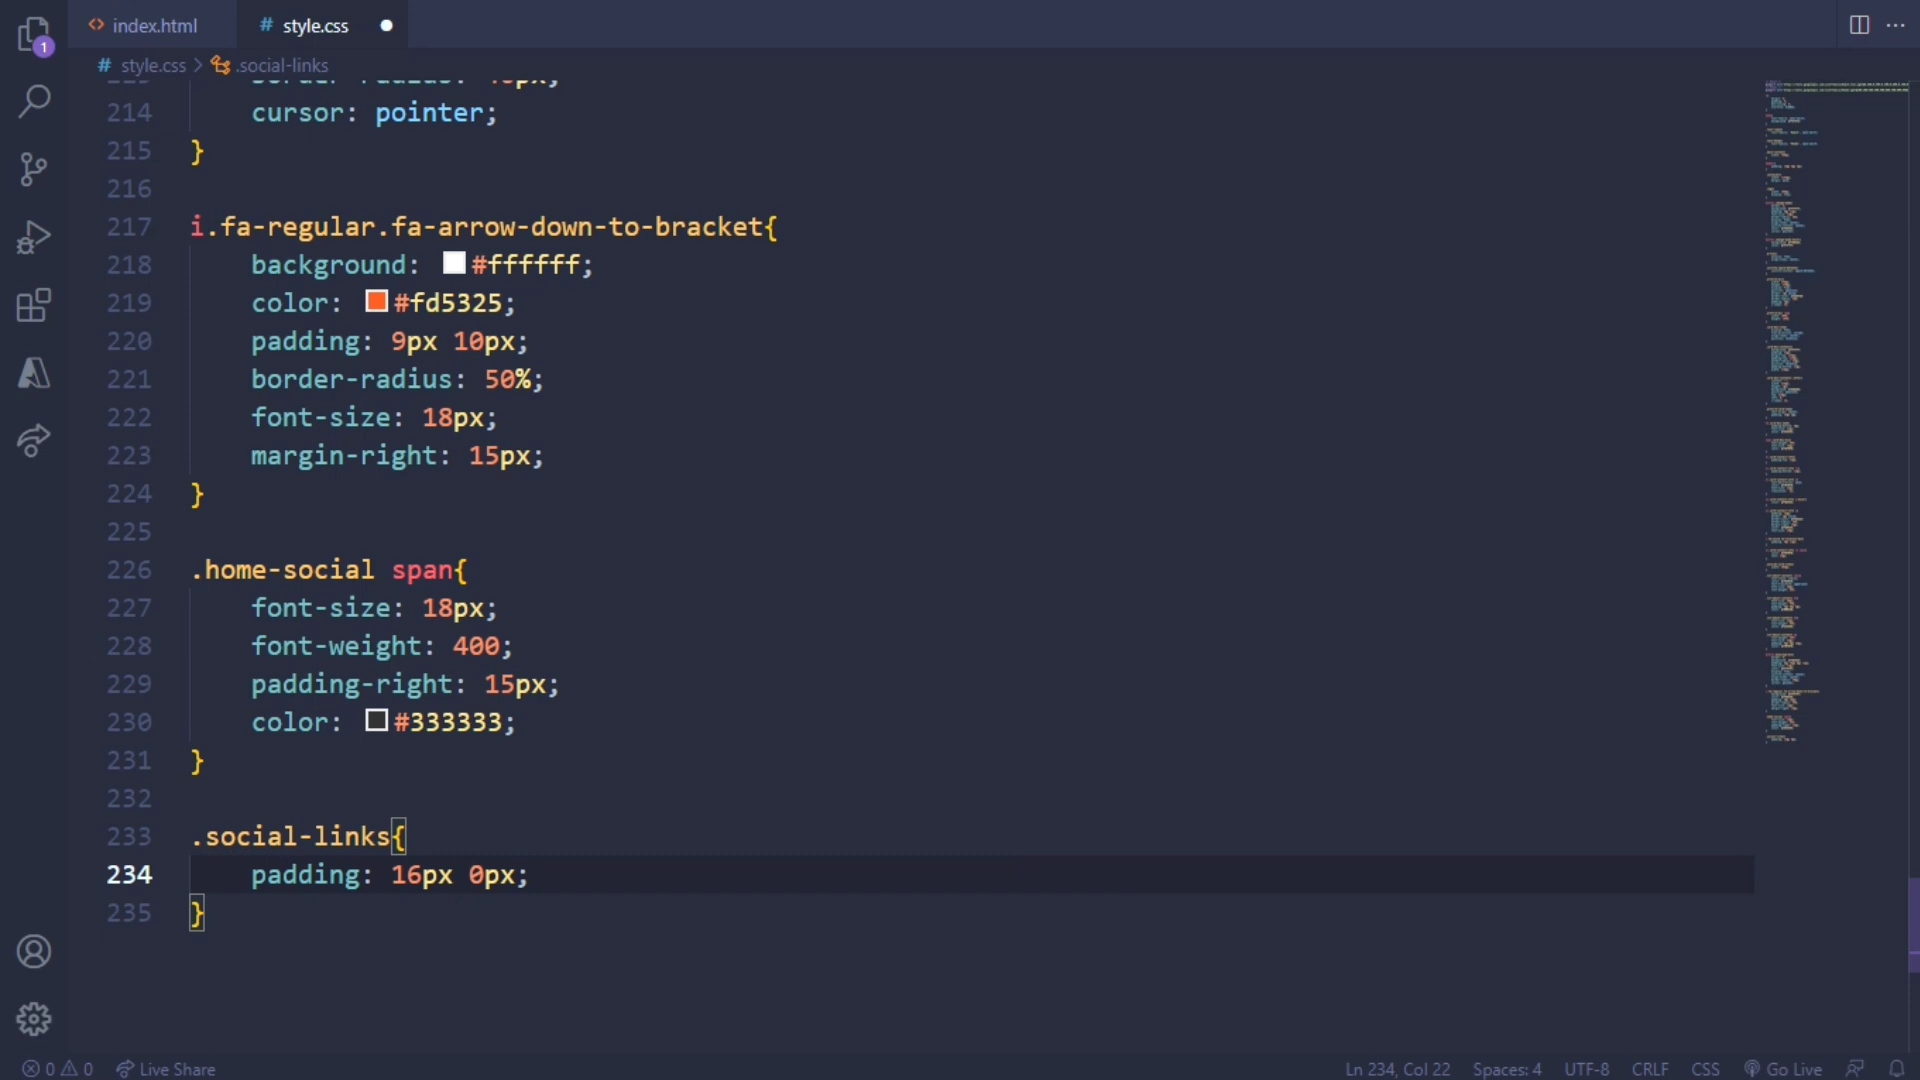 index.html
# style.css
# style.css > .social-links
214 cursor: pointer;
215 }
216
217 i.fa-regular.fa-arrow-down-to-bracket{
218 background: #ffffff;
219 color: #fd5325;
220 padding: 9px 10px;
221 border-radius: 50%;
222 font-size: 18px;
223 margin-right: 15px;
224 }
225
226 .home-social span{
227 font-size: 18px;
228 font-weight: 400;
229 padding-right: 15px;
230 color: #333333;
231 }
232
233 .social-links{
234 padding: 16px 0px;
235 }
1
0 0 Live Share
Ln 234, Col 22 Spaces: 4 UTF-8 CRLF CSS Go Live